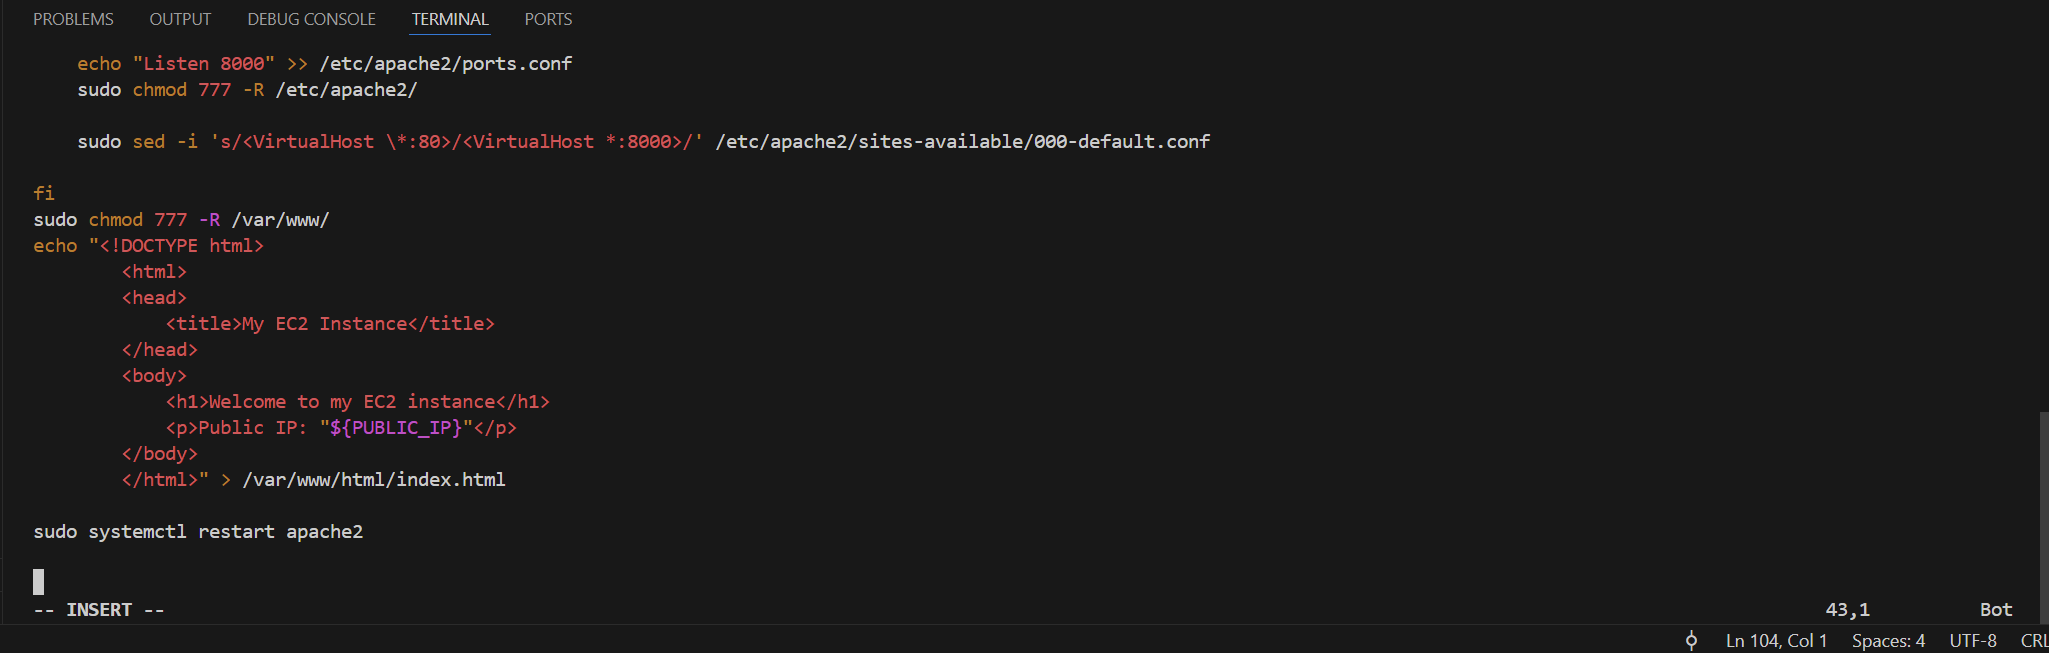 PROBLEMS OUTPUT DEBUG CONSOLE TERMINAL PORTS
echo "Listen 8000" >> /etc/apache2/ports.conf
sudo chmod 777 -R /etc/apache2/
sudo sed -i 's/<VirtualHost \*:80>/<VirtualHost *:8000>/' /etc/apache2/sites-available/000-default.conf
fi
sudo chmod 777 -R /var/www/
echo "<!DOCTYPE html>
<html>
<head>
<title>My EC2 Instance</title>
</head>
<body>
<h1>Welcome to my EC2 instance</h1>
<p>Public IP: "${PUBLIC_IP}"</p>
</body>
</html>" > /var/www/html/index.html
sudo systemctl restart apache2
-- INSERT -- 43,1 Bot
Ln 104, Col 1 Spaces: 4 UTF-8 CRL